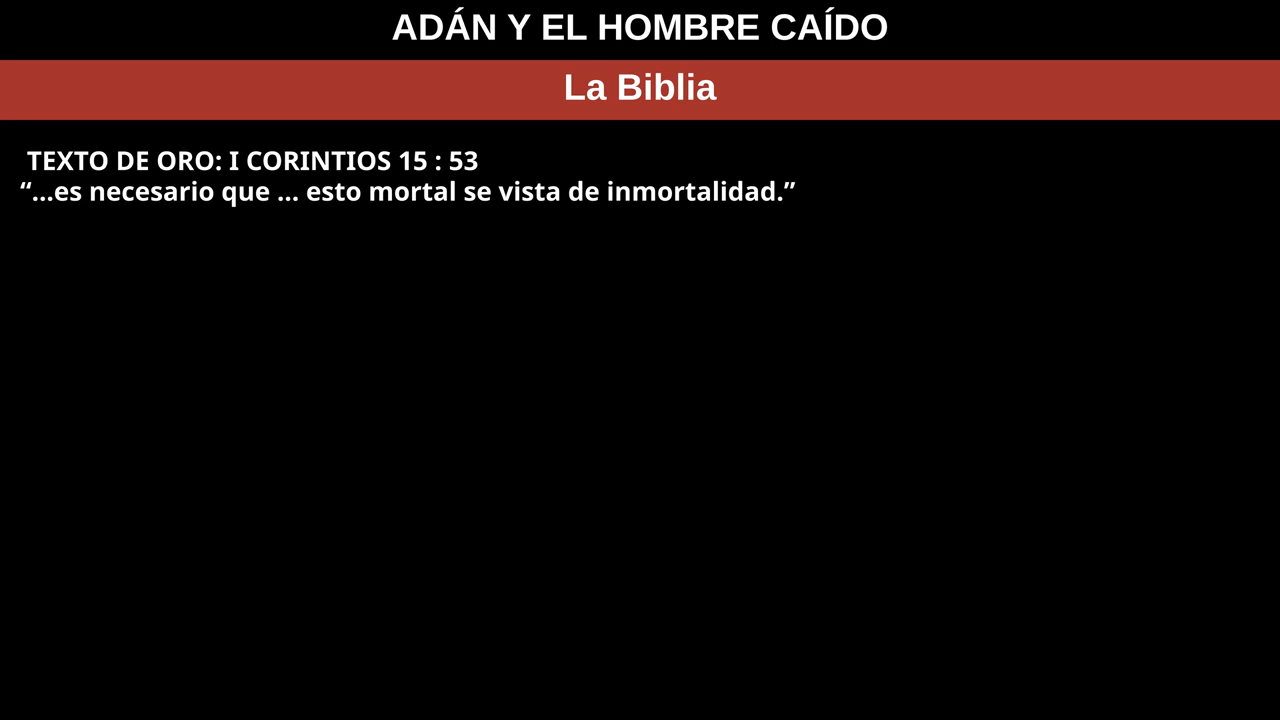 ADÁN Y EL HOMBRE CAÍDO
La Biblia
TEXTO DE ORO: I CORINTIOS 15 : 53
“...es necesario que ... esto mortal se vista de inmortalidad.”